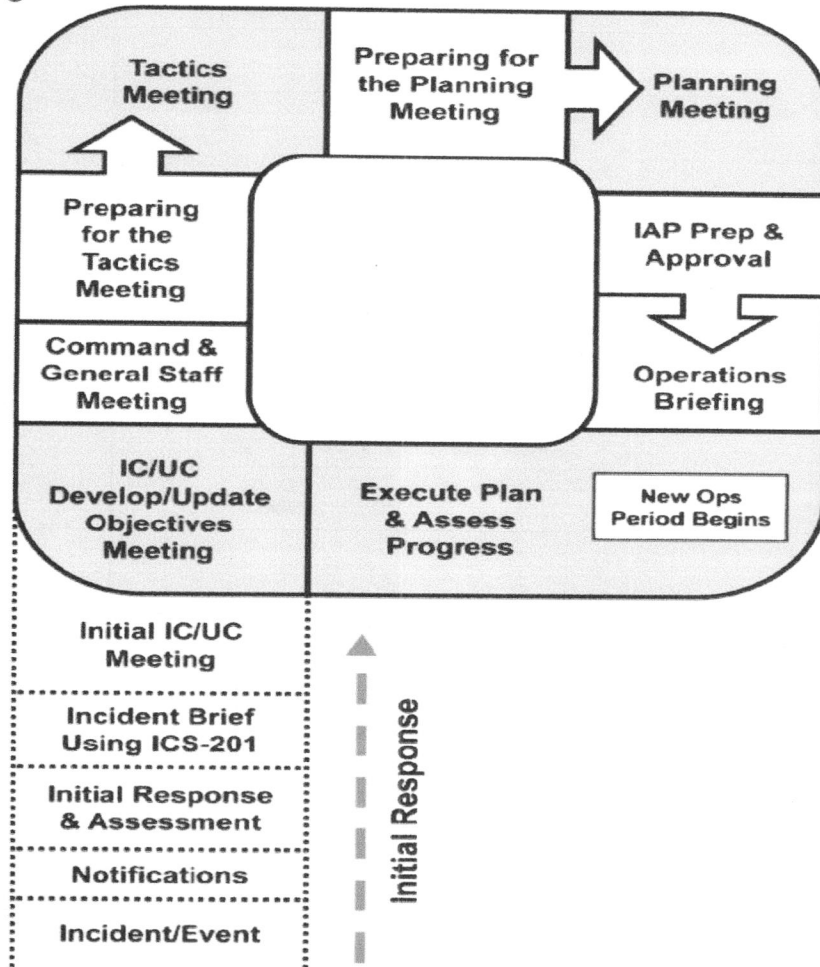 Tactics
Meeting
Preparing for
the Planning
Meeting
Planning
Meeting
Preparing
for the
Tactics
Meeting
IAP Prep &
Approval
Command &
General Staff
Meeting
Operations
Briefing
IC/UC
Develop/Update
Objectives
Meeting
Execute Plan
& Assess
Progress
New Ops
Period Begins
Initial IC/UC
Meeting
Incident Brief
Using ICS-201
Initial Response
& Assessment
Notifications
Incident/Event
Initial Response